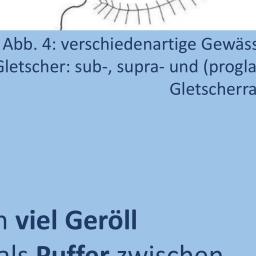 Abb. 4: verschiedenartige Gewäss
Gletscher: sub-, supra- und (progla
Gletscherra
n viel Geröll
als Puffer zwischen